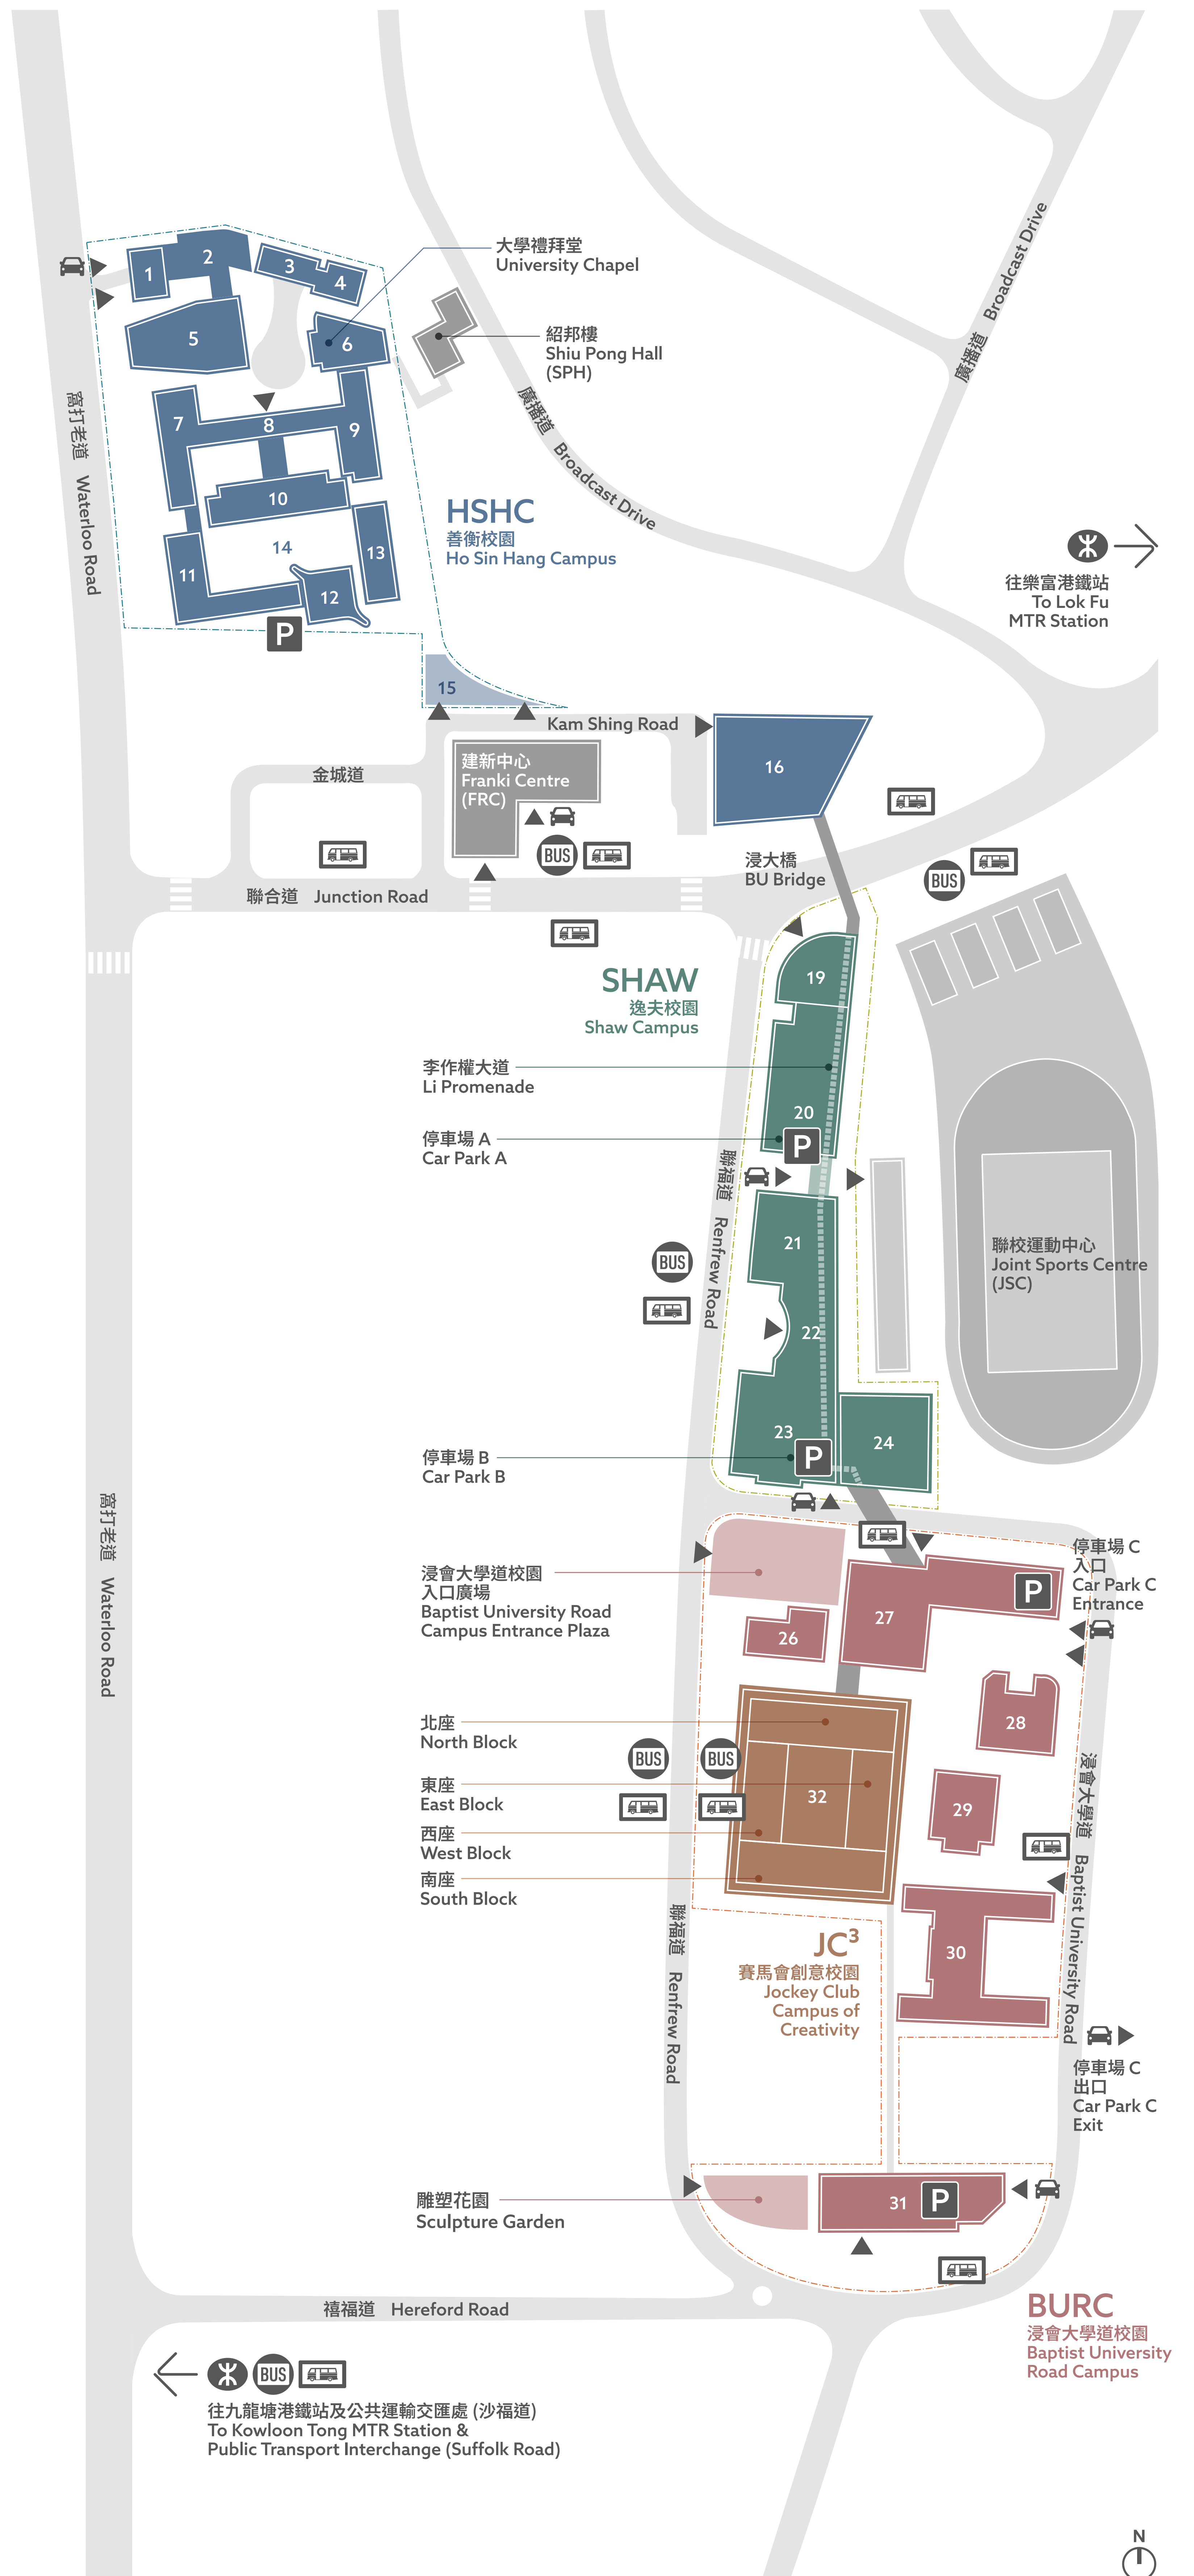 1
2
3
4
大學禮拜堂
University Chapel
5
6
紹邦樓
Shiu Pong Hall
(SPH)
廣播道 Broadcast Drive
廣播道 Broadcast Drive
窩打老道 Waterloo Road
7
8
9
10
HSHC
善衡校園
Ho Sin Hang Campus
14
11
13
12
P
往樂富港鐵站
To Lok Fu
MTR Station
15
Kam Shing Road
16
建新中心
Franki Centre
(FRC)
金城道
BUS
浸大橋
BU Bridge
BUS
聯合道 Junction Road
SHAW
逸夫校園
Shaw Campus
19
李作權大道
Li Promenade
20
停車場 A
Car Park A
P
聯福道 Renfrew Road
21
BUS
聯校運動中心
Joint Sports Centre
(JSC)
22
23
24
停車場 B
Car Park B
P
窩打老道 Waterloo Road
浸會大學道校園
入口廣場
Baptist University Road
Campus Entrance Plaza
停車場 C
入口
Car Park C
Entrance
P
27
26
北座
North Block
28
BUS
BUS
東座
East Block
32
29
西座
West Block
南座
South Block
浸會大學道 Baptist University Road
聯福道 Renfrew Road
JC³
賽馬會創意校園
Jockey Club
Campus of
Creativity
30
停車場 C
出口
Car Park C
Exit
雕塑花園
Sculpture Garden
31
P
禧福道 Hereford Road
BURC
浸會大學道校園
Baptist University
Road Campus
BUS
往九龍塘港鐵站及公共運輸交匯處 (沙福道)
To Kowloon Tong MTR Station &
Public Transport Interchange (Suffolk Road)
N